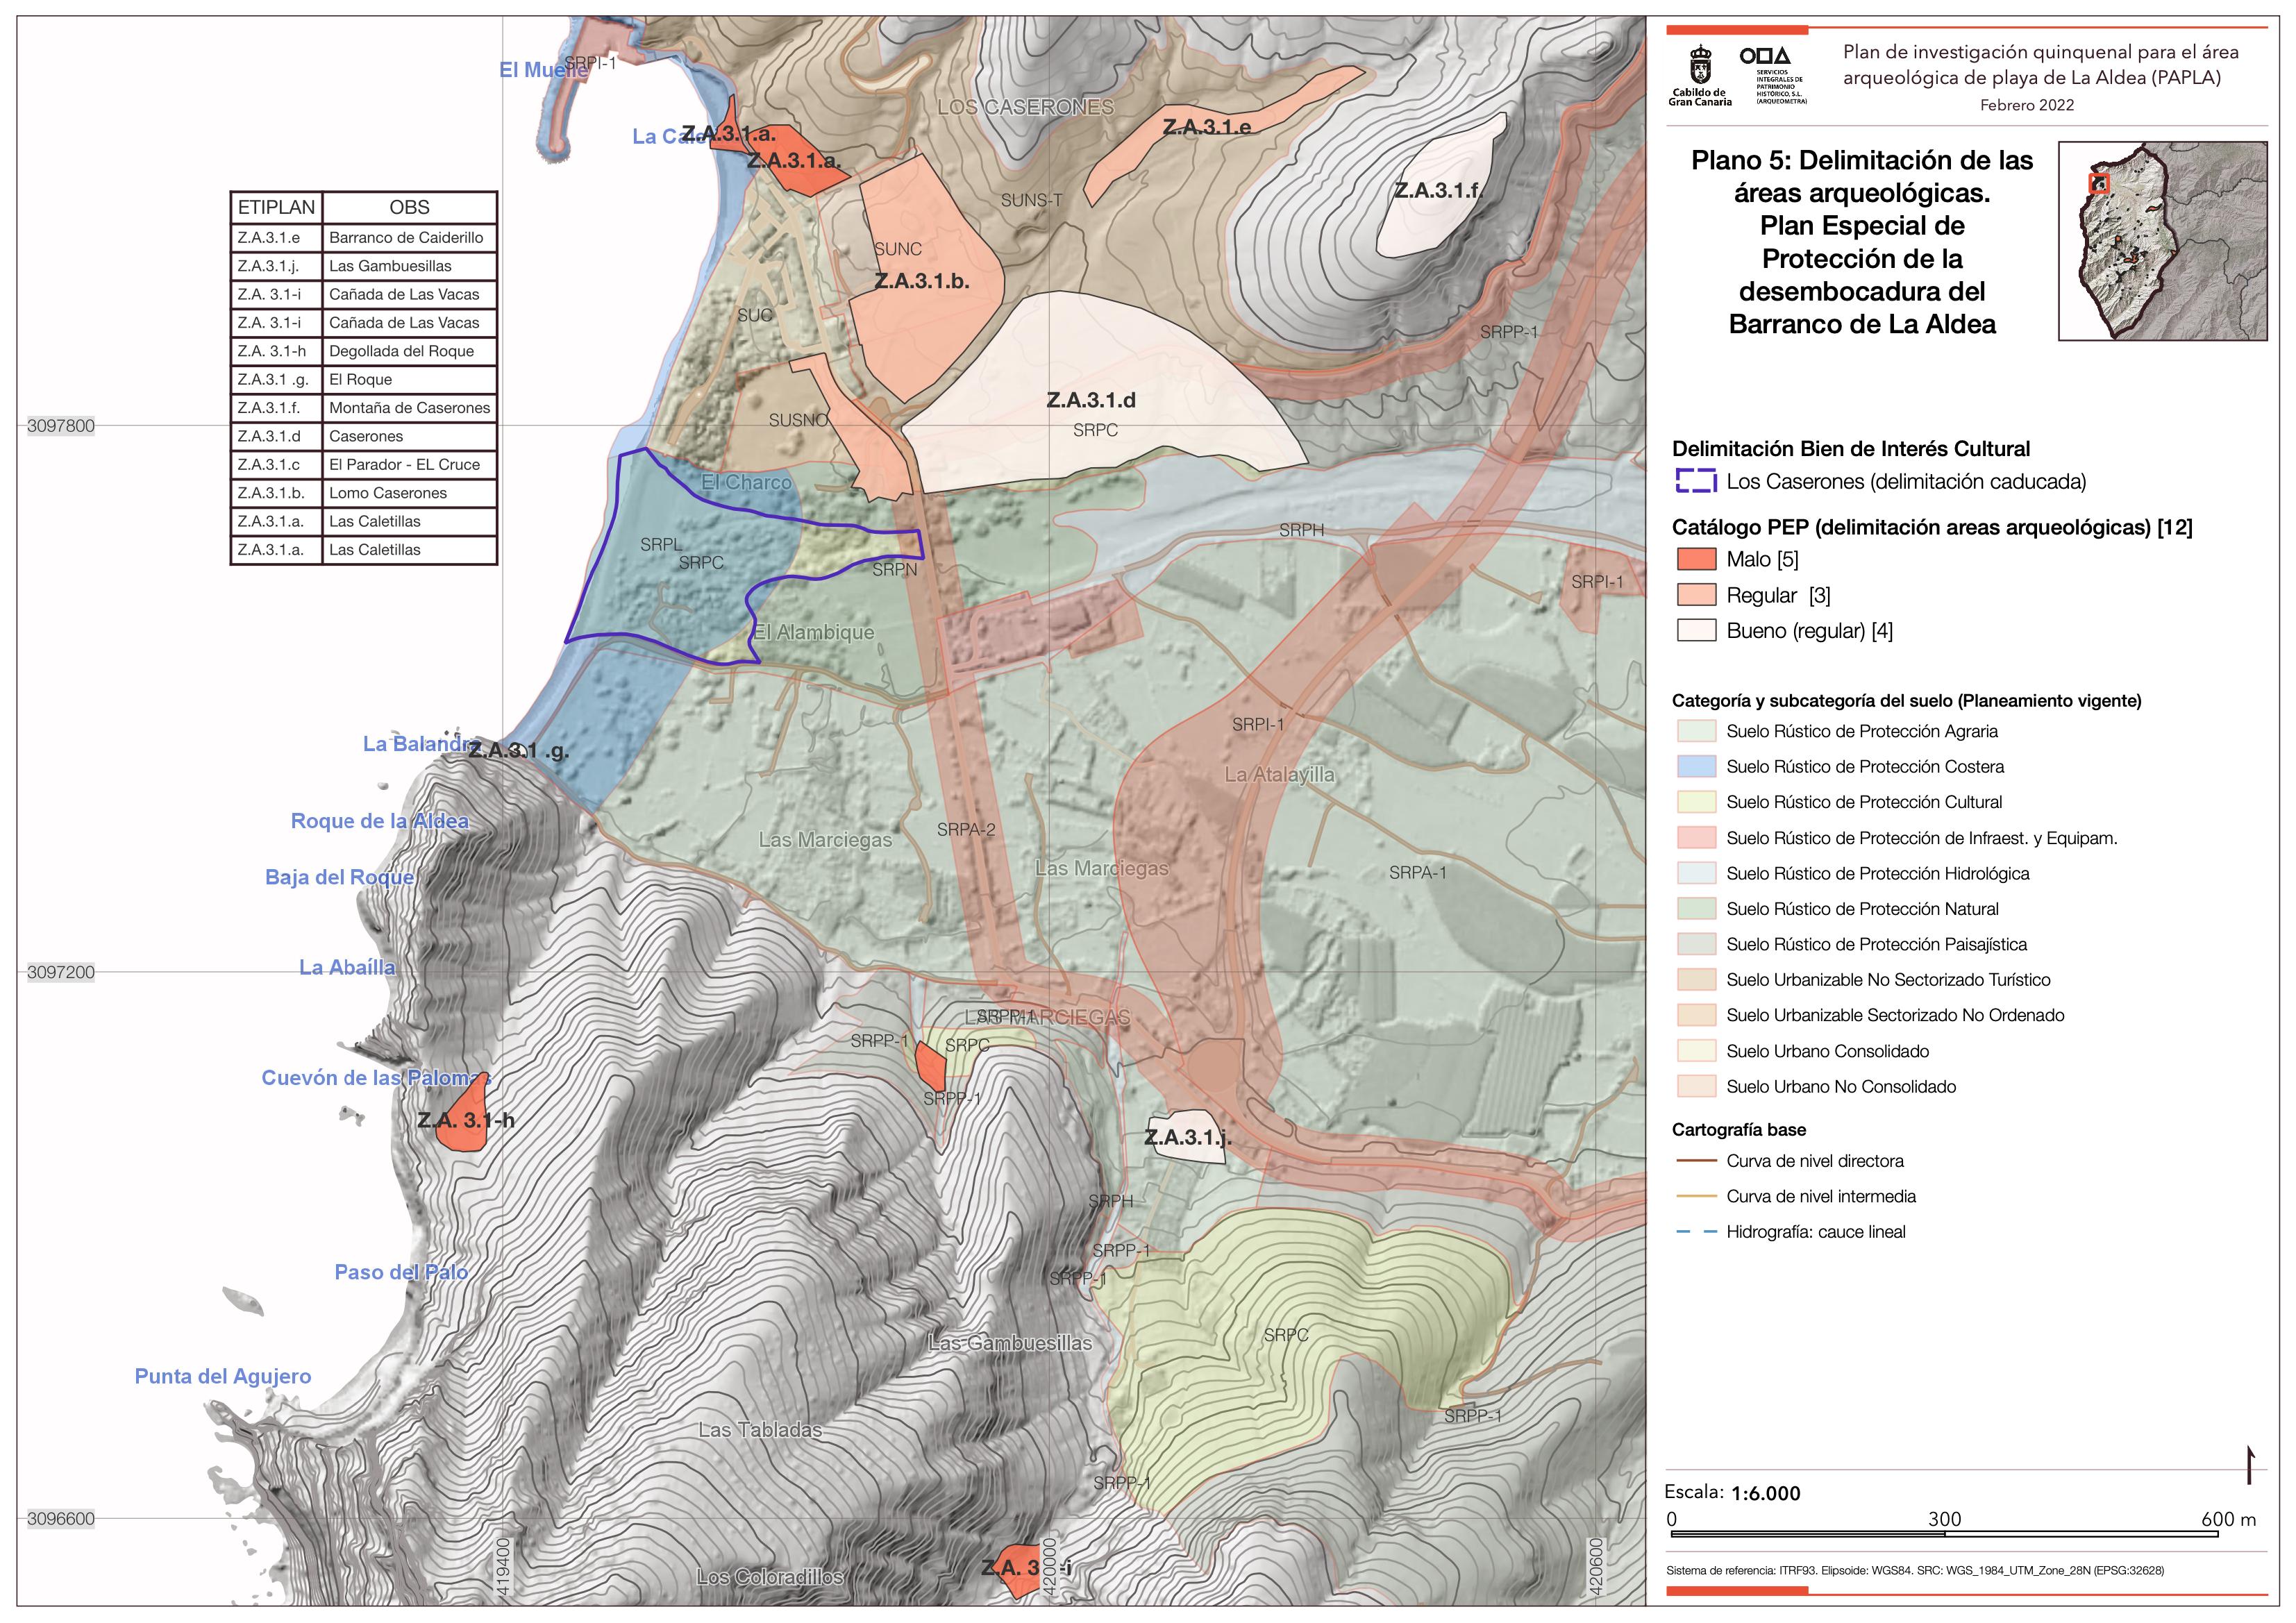 El Muelle
SRPI-1
LOS CASERONES
La Cale
Z.A.3.1.a.
Z.A.3.1.a.
Z.A.3.1.e
Z.A.3.1.f.
SUNS-T
SUNC
Z.A.3.1.b.
SUC
SRPP-1
Z.A.3.1.d
SUSNO
SRPC
3097800
El Charco
SRPH
SRPL
SRPC
SRPN
SRPI-1
El Alambique
SRPI-1
La Balandra
Z.A.3.1 .g.
La Atalayilla
Roque de la Aldea
SRPA-2
Las Marciegas
Las Marciegas
SRPA-1
Baja del Roque
La Abaílla
3097200
LAS MARCIEGAS
SRPP-1
SRPP-1
SRPC
Cuevón de las Palomas
SRPP-1
Z.A. 3.1-h
Z.A.3.1.j.
SRPH
SRPP-1
Paso del Palo
SRPP-1
SRPC
Las Gambuesillas
Punta del Agujero
SRPP-1
Las Tabladas
SRPP-1
3096600
Z.A. 3 i
Los Coloradillos
419400
420000
420600
ETIPLAN OBS
Z.A.3.1.e Barranco de Caiderillo
Z.A.3.1.j. Las Gambuesillas
Z.A. 3.1-i Cañada de Las Vacas
Z.A. 3.1-i Cañada de Las Vacas
Z.A. 3.1-h Degollada del Roque
Z.A.3.1 .g. El Roque
Z.A.3.1.f. Montaña de Caserones
Z.A.3.1.d Caserones
Z.A.3.1.c El Parador - EL Cruce
Z.A.3.1.b. Lomo Caserones
Z.A.3.1.a. Las Caletillas
Z.A.3.1.a. Las Caletillas
Cabildo de
Gran Canaria
SERVICIOS
INTEGRALES DE
PATRIMONIO
HISTÓRICO, S.L.
(ARQUEOMETRA)
Plan de investigación quinquenal para el área
arqueológica de playa de La Aldea (PAPLA)
Febrero 2022
Plano 5: Delimitación de las
áreas arqueológicas.
Plan Especial de
Protección de la
desembocadura del
Barranco de La Aldea
Delimitación Bien de Interés Cultural
Los Caserones (delimitación caducada)
Catálogo PEP (delimitación areas arqueológicas) [12]
Malo [5]
Regular [3]
Bueno (regular) [4]
Categoría y subcategoría del suelo (Planeamiento vigente)
Suelo Rústico de Protección Agraria
Suelo Rústico de Protección Costera
Suelo Rústico de Protección Cultural
Suelo Rústico de Protección de Infraest. y Equipam.
Suelo Rústico de Protección Hidrológica
Suelo Rústico de Protección Natural
Suelo Rústico de Protección Paisajística
Suelo Urbanizable No Sectorizado Turístico
Suelo Urbanizable Sectorizado No Ordenado
Suelo Urbano Consolidado
Suelo Urbano No Consolidado
Cartografía base
Curva de nivel directora
Curva de nivel intermedia
Hidrografía: cauce lineal
Escala: 1:6.000
0 300 600 m
Sistema de referencia: ITRF93. Elipsoide: WGS84. SRC: WGS_1984_UTM_Zone_28N (EPSG:32628)